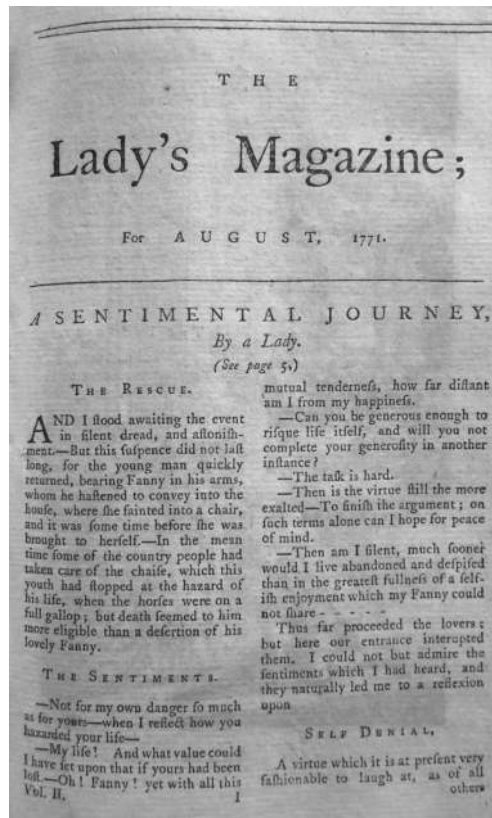 THE
Lady's Magazine;
For AUGUST, 1771.
A SENTIMENTAL JOURNEY,
By a Lady.
(See page 5.)
THE RESCUE.
AND I ſtood awaiting the event
in ſilent dread, and aſtoniſh-
ment.—But this ſuſpence did not laſt
long, for the young man quickly
returned, bearing Fanny in his arms,
whom he haſtened to convey into the
houſe, where ſhe fainted into a chair,
and it was ſome time before ſhe was
brought to herſelf.—In the mean
time ſome of the country people had
taken care of the chaiſe, which this
youth had ſtopped at the hazard of
his life, when the horſes were on a
full gallop; but death ſeemed to him
more eligible than a deſertion of his
lovely Fanny.
THE SENTIMENTS.
—Not for my own danger ſo much
as for yours—when I reflect how you
hazarded your life—
—My life! And what value could
I have ſet upon that if yours had been
loſt.—Oh! Fanny! yet with all this
Vol. II. I
mutual tenderneſs, how far diſtant
am I from my happineſs.
—Can you be generous enough to
riſque life itſelf, and will you not
complete your generoſity in another
inſtance?
—The taſk is hard.
—Then is the virtue ſtill the more
exalted—To finiſh the argument; on
ſuch terms alone can I hope for peace
of mind.
—Then am I ſilent, much ſooner
would I live abandoned and deſpiſed
than in the greateſt fullneſs of a ſelf-
iſh enjoyment which my Fanny could
not ſhare - - - - -
Thus far proceeded the lovers;
but here our entrance interupted
them. I could not but admire the
ſentiments which I had heard, and
they naturally led me to a reflexion
upon
SELF DENIAL,
A virtue which it is at preſent very
faſhionable to laugh at, as of all
others